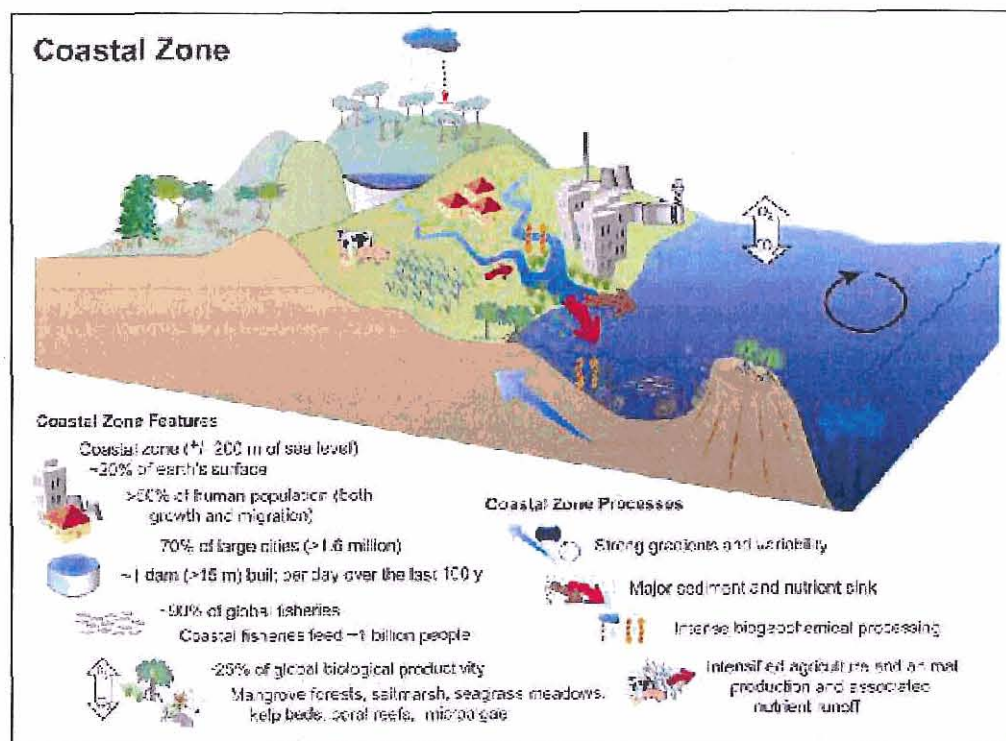 Coastal Zone
O₂
Coastal Zone Features
Coastal zone (+/- 200 m of sea level)
~20% of earth's surface
>50% of human population (both
growth and migration)
70% of large cities (>1.6 million)
~1 dam (>15 m) built per day over the last 100 y
~90% of global fisheries
Coastal fisheries feed ~1 billion people
~25% of global biological productivity
Mangrove forests, saltmarsh, seagrass meadows,
kelp beds, coral reefs, microalgae
Coastal Zone Processes
Strong gradients and variability
Major sediment and nutrient sink
Intense biogeochemical processing
Intensified agriculture and animal
production and associated
nutrient runoff